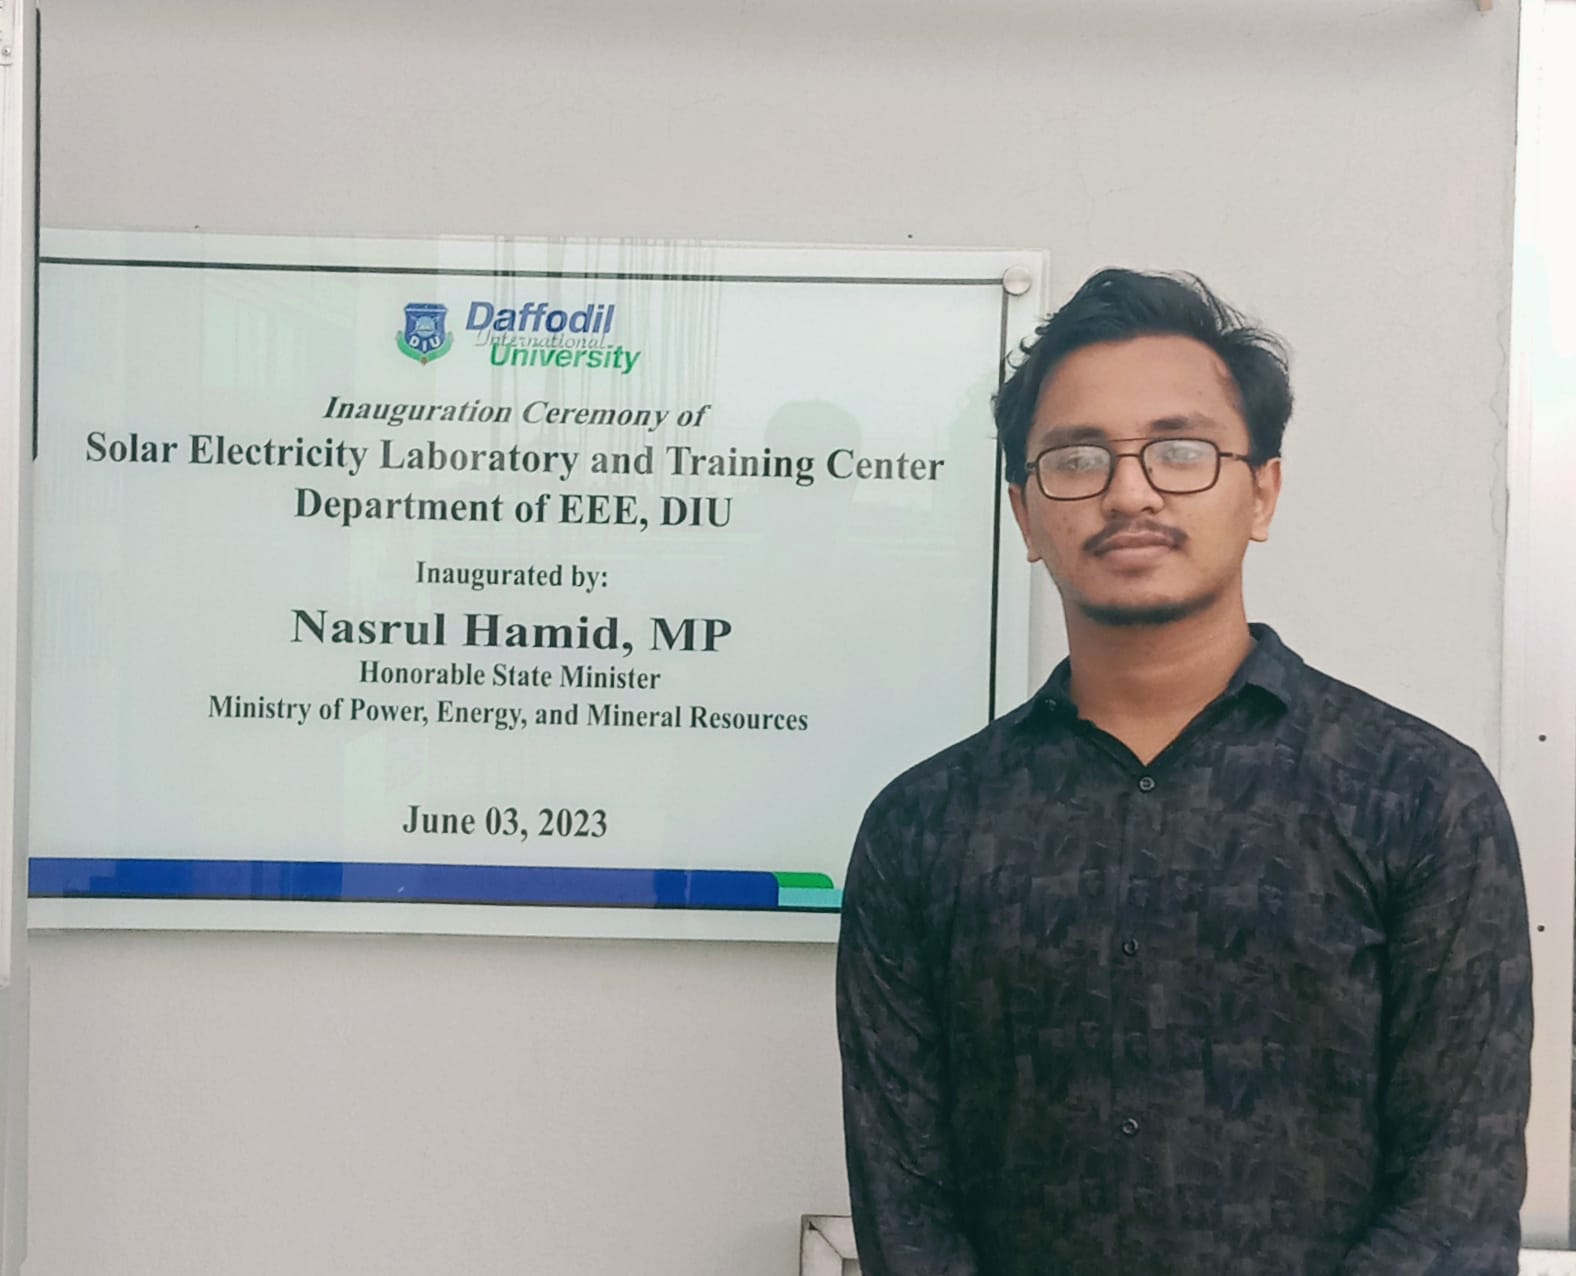 DIU
Daffodil
International
University
Inauguration Ceremony of
Solar Electricity Laboratory and Training Center
Department of EEE, DIU
Inaugurated by:
Nasrul Hamid, MP
Honorable State Minister
Ministry of Power, Energy, and Mineral Resources
June 03, 2023